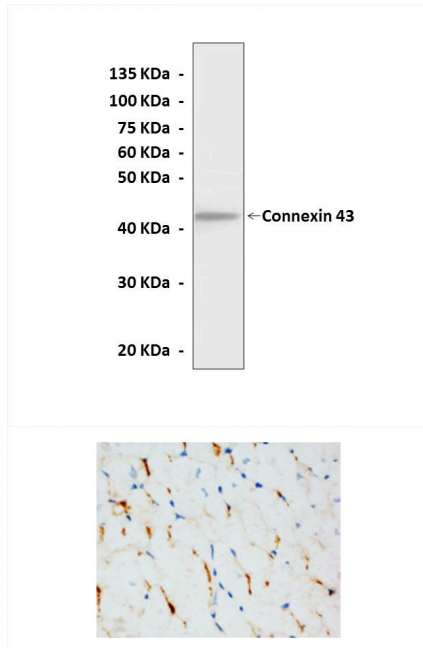 135 KDa -
100 KDa -
75 KDa -
60 KDa -
50 KDa -
←Connexin 43
40 KDa -
30 KDa -
20 KDa -